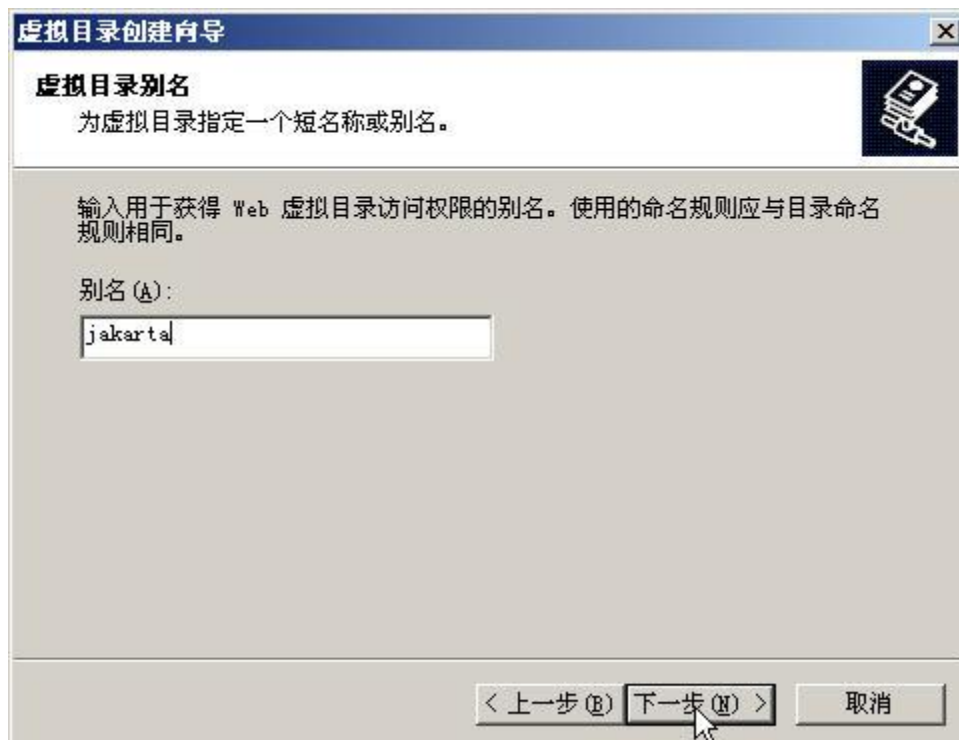 虚拟目录创建向导
虚拟目录别名
为虚拟目录指定一个短名称或别名。
输入用于获得 Web 虚拟目录访问权限的别名。使用的命名规则应与目录命名
规则相同。
别名(A):
jakarta
< 上一步(B) 下一步(N) > 取消